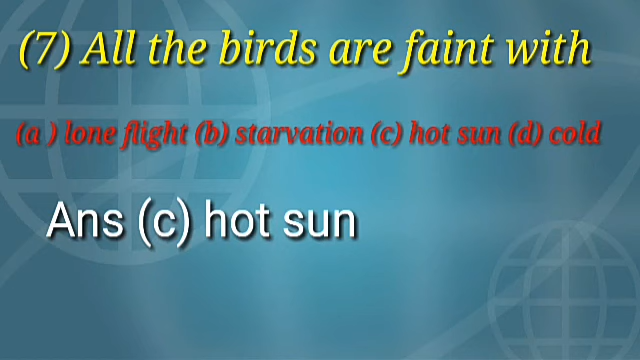 (7) All the birds are faint with
(a ) lone flight (b) starvation (c) hot sun (d) cold
Ans (c) hot sun